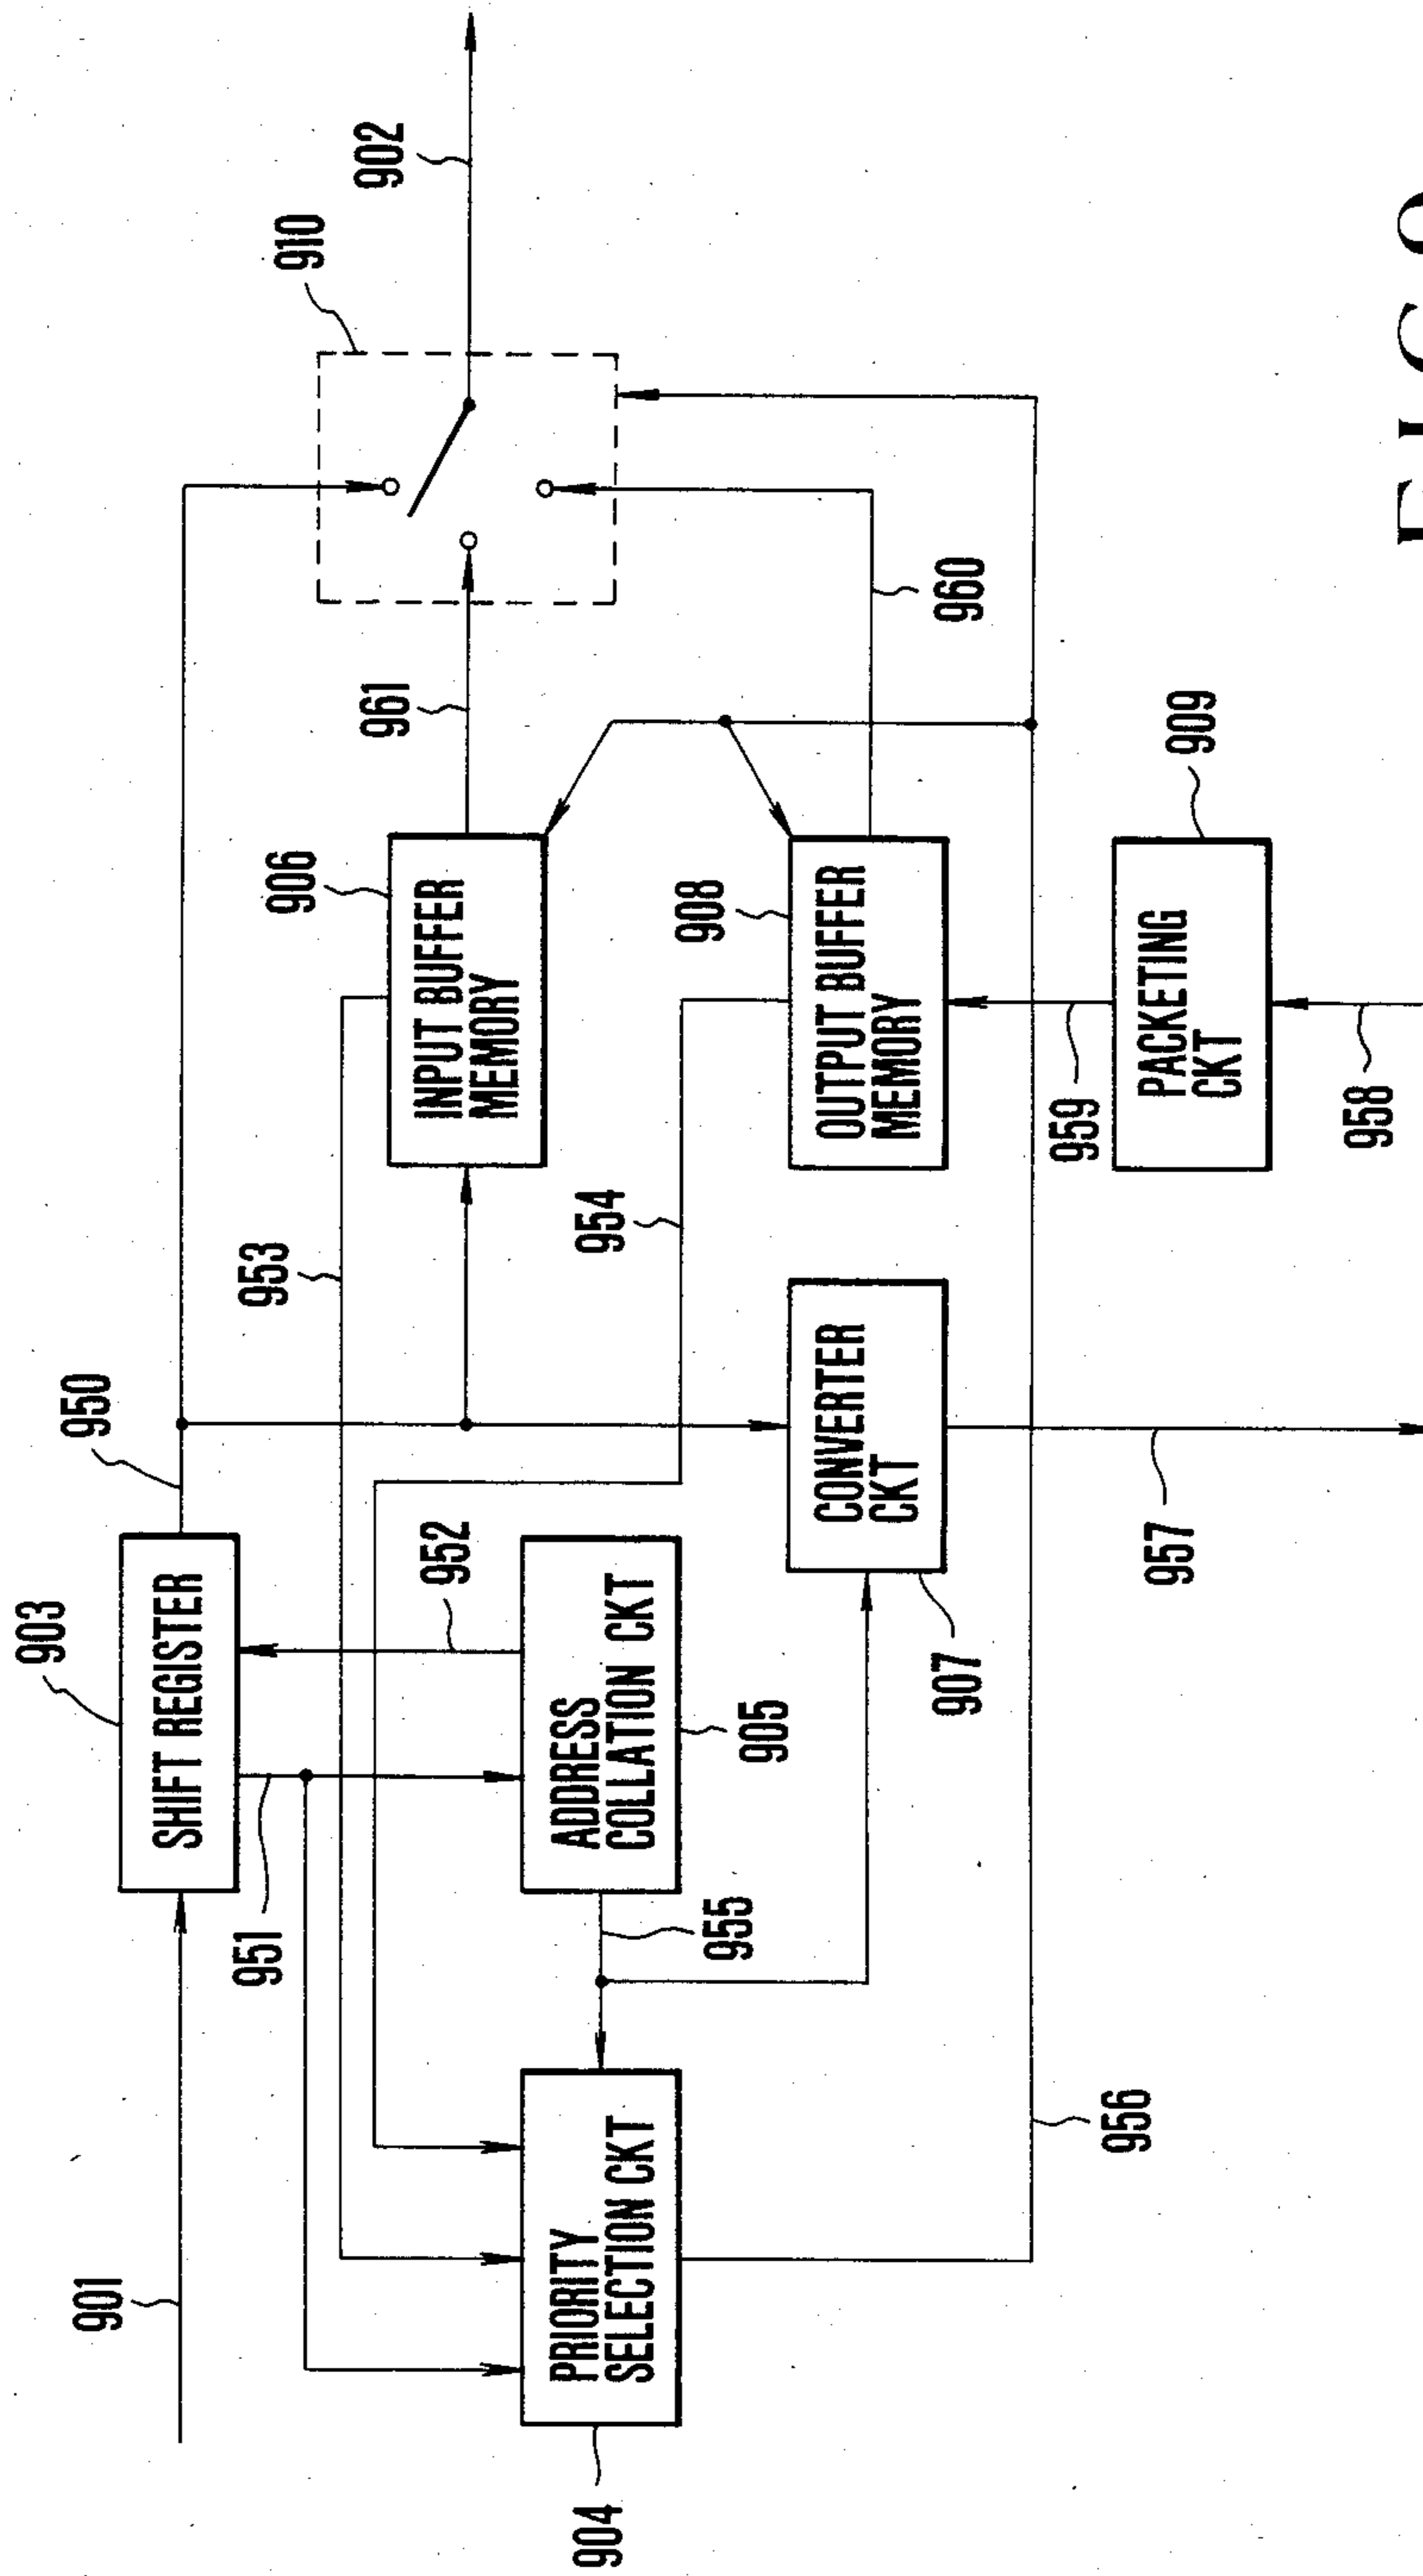 903
950
901
SHIFT REGISTER
951
953
906
910
902
961
952
INPUT BUFFER
MEMORY
904
PRIORITY
SELECTION CKT
ADDRESS
COLLATION CKT
954
908
955
905
CONVERTER
CKT
OUTPUT BUFFER
MEMORY
907
960
959
956
957
PACKETING
CKT
909
958